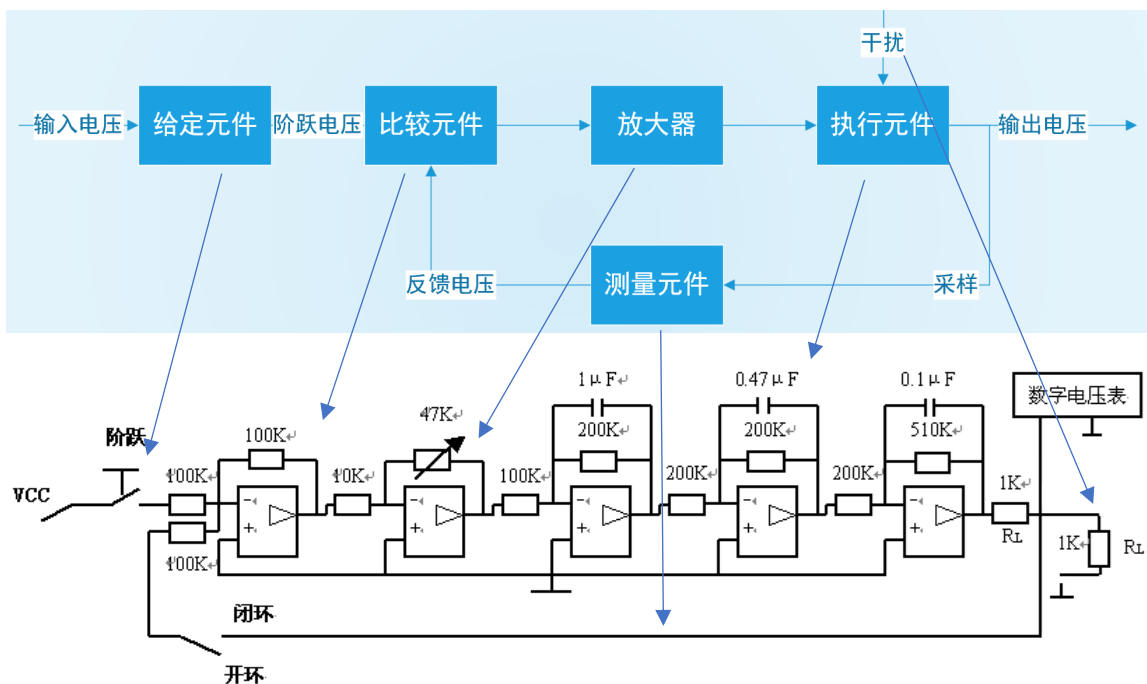 干扰
输入电压
给定元件
阶跃电压
比较元件
放大器
执行元件
输出电压
反馈电压
测量元件
采样
1μF
0.47μF
0.1μF
数字电压表
阶跃
100K
47K
200K
200K
510K
VCC
100K
10K
100K
200K
200K
1K
-
+
-
+
-
+
-
+
-
+
RL
1K
RL
100K
闭环
开环